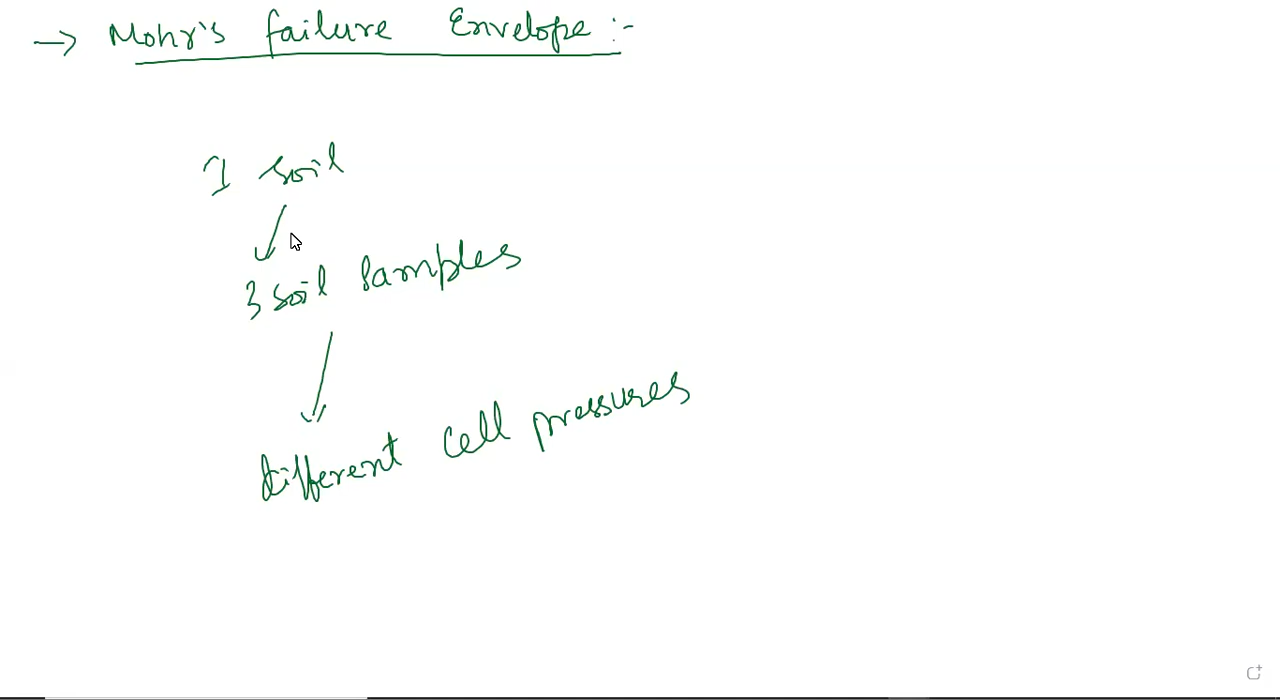 → Mohr's failure Envelope :-
1 soil
3 soil samples
different cell pressures